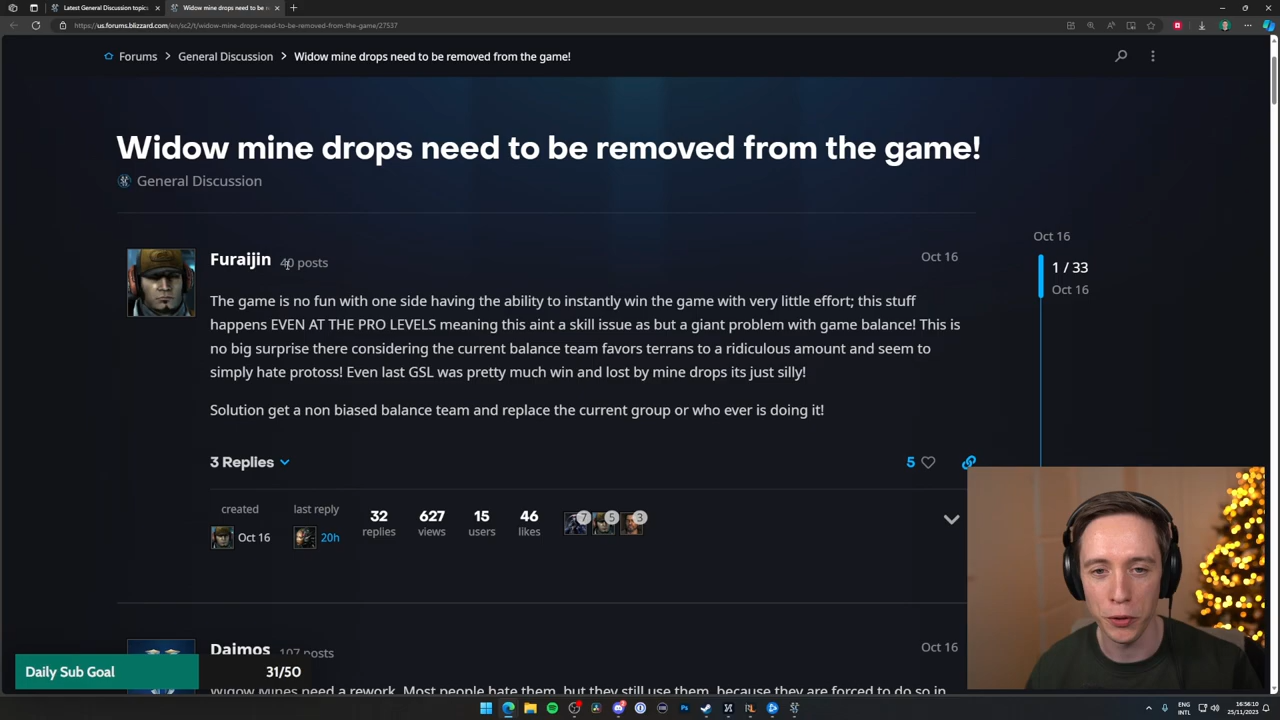 Latest General Discussion topics
Widow mine drops need to be re
https://us.forums.blizzard.com/en/sc2/t/widow-mine-drops-need-to-be-removed-from-the-game/27537
Forums > General Discussion > Widow mine drops need to be removed from the game!
Widow mine drops need to be removed from the game!
General Discussion
Furaijin 40 posts
Oct 16
The game is no fun with one side having the ability to instantly win the game with very little effort; this stuff
happens EVEN AT THE PRO LEVELS meaning this aint a skill issue as but a giant problem with game balance! This is
no big surprise there considering the current balance team favors terrans to a ridiculous amount and seem to
simply hate protoss! Even last GSL was pretty much win and lost by mine drops its just silly!
Solution get a non biased balance team and replace the current group or who ever is doing it!
3 Replies
5
created
Oct 16
last reply
20h
32
replies
627
views
15
users
46
likes
7
5
3
Oct 16
1 / 33
Oct 16
Daimos 107 posts
Oct 16
Widow Mines need a rework. Most people hate them, but they still use them, because they are forced to do so in
Daily Sub Goal
31/50
ENG
INTL
16:56:10
25/11/2023